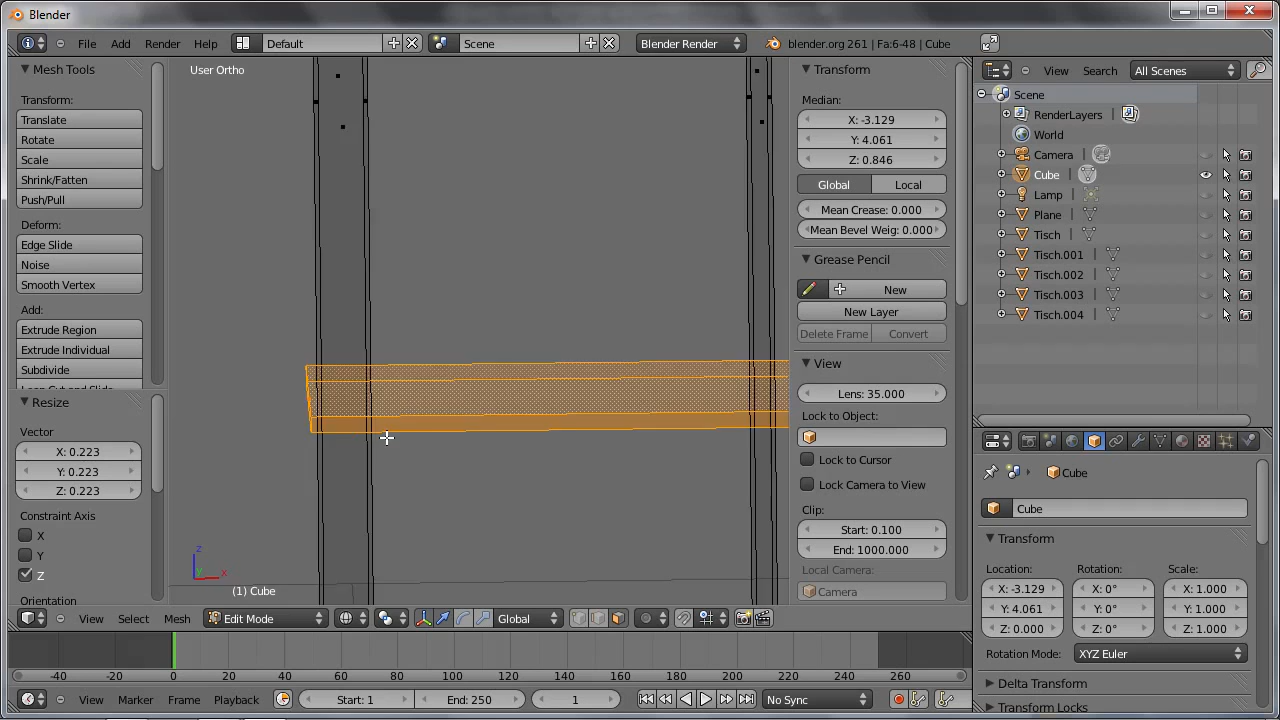 Blender
File Add Render Help Default Scene Blender Render blender.org 261 | Fa:6-48 | Cube
Mesh Tools
Transform:
Translate
Rotate
Scale
Shrink/Fatten
Push/Pull
Deform:
Edge Slide
Noise
Smooth Vertex
Add:
Extrude Region
Extrude Individual
Subdivide
Resize
Vector
X: 0.223
Y: 0.223
Z: 0.223
Constraint Axis
X
Y
Z
Orientation
User Ortho
z
y
x
(1) Cube
Transform
Median:
X: -3.129
Y: 4.061
Z: 0.846
Global Local
Mean Crease: 0.000
Mean Bevel Weig: 0.000
Grease Pencil
New
New Layer
Delete Frame Convert
View
Lens: 35.000
Lock to Object:
Lock to Cursor
Lock Camera to View
Clip:
Start: 0.100
End: 1000.000
Local Camera:
Camera
View Search All Scenes
Scene
RenderLayers |
World
Camera |
Cube |
Lamp |
Plane |
Tisch |
Tisch.001 |
Tisch.002 |
Tisch.003 |
Tisch.004 |
Cube
Cube
Transform
Location: Rotation: Scale:
X: -3.129 X: 0° X: 1.000
Y: 4.061 Y: 0° Y: 1.000
Z: 0.000 Z: 0° Z: 1.000
Rotation Mode: XYZ Euler
Delta Transform
Transform Locks
View Select Mesh Edit Mode Global
-40 -20 0 20 40 60 80 100 120 140 160 180 200 220 240 260
View Marker Frame Playback Start: 1 End: 250 1 No Sync